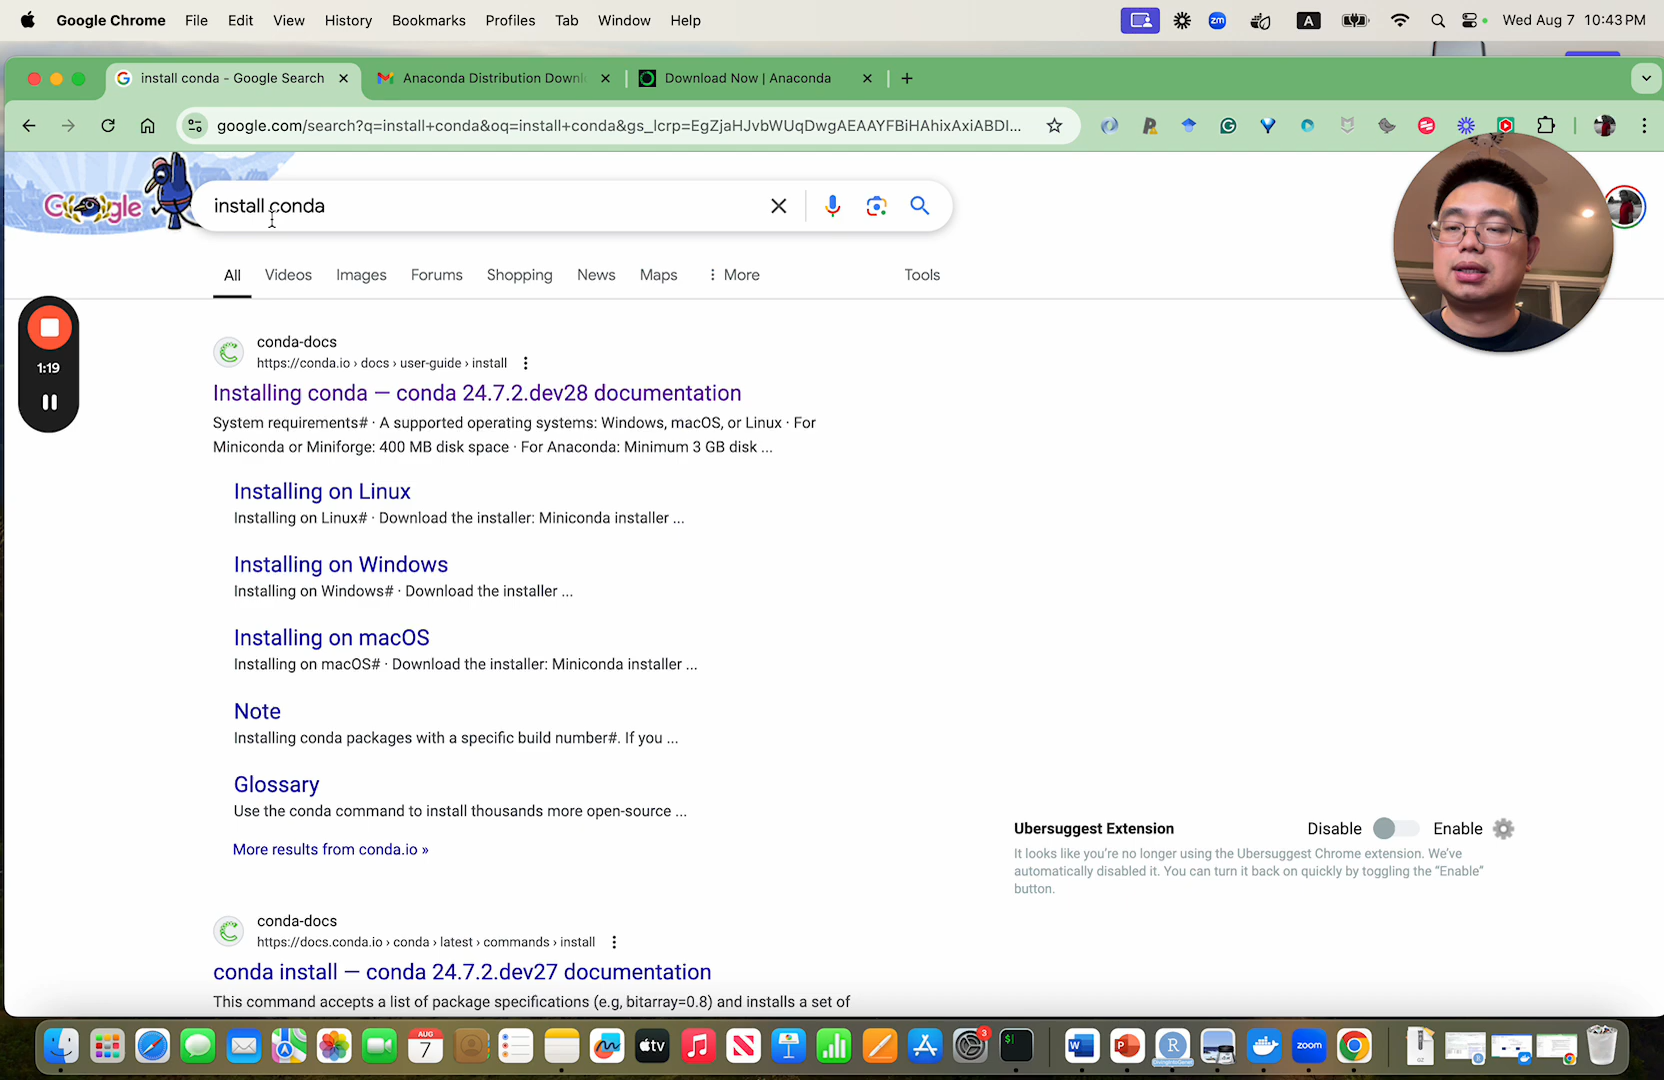 Google Chrome File Edit View History Bookmarks Profiles Tab Window Help
zm A Wed Aug 7 10:43 PM
install conda - Google Search
Anaconda Distribution Downl
Download Now | Anaconda
google.com/search?q=install+conda&oq=install+conda&gs_lcrp=EgZjaHJvbWUqDwgAEAAYFBiHAhixAxiABDI...
Google
install conda
All Videos Images Forums Shopping News Maps More Tools
1:19
conda-docs
https://conda.io › docs › user-guide › install
Installing conda — conda 24.7.2.dev28 documentation
System requirements# · A supported operating systems: Windows, macOS, or Linux · For
Miniconda or Miniforge: 400 MB disk space · For Anaconda: Minimum 3 GB disk ...
Installing on Linux
Installing on Linux# · Download the installer: Miniconda installer ...
Installing on Windows
Installing on Windows# · Download the installer ...
Installing on macOS
Installing on macOS# · Download the installer: Miniconda installer ...
Note
Installing conda packages with a specific build number#. If you ...
Glossary
Use the conda command to install thousands more open-source ...
More results from conda.io »
Ubersuggest Extension Disable Enable
It looks like you're no longer using the Ubersuggest Chrome extension. We've
automatically disabled it. You can turn it back on quickly by toggling the "Enable"
button.
conda-docs
https://docs.conda.io › conda › latest › commands › install
conda install — conda 24.7.2.dev27 documentation
This command accepts a list of package specifications (e.g, bitarray=0.8) and installs a set of
AUG
7
tv
3
$
W
P
R
zoom